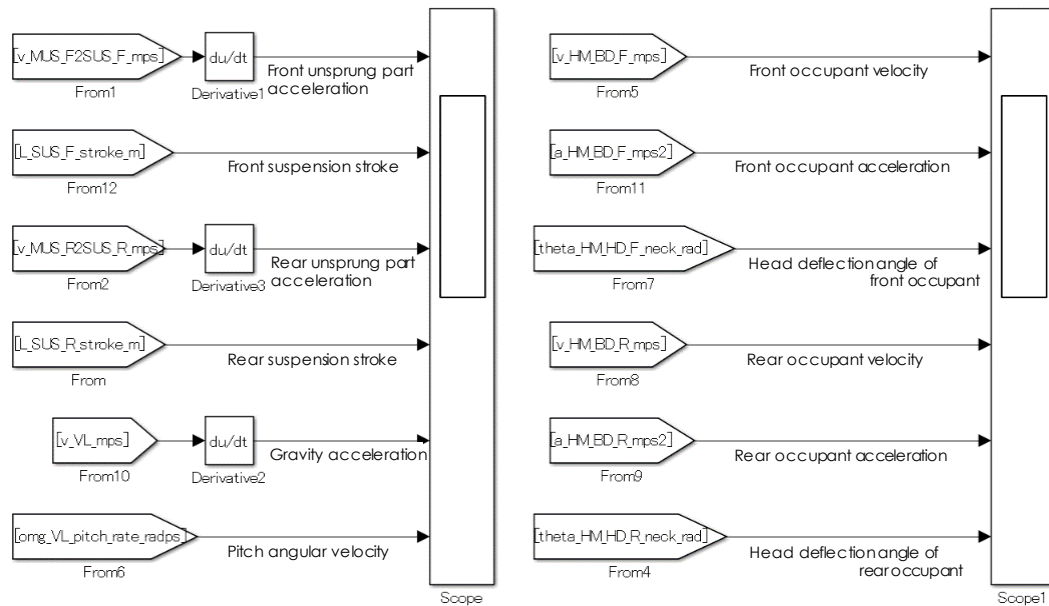 [v_MUS_F2SUS_F_mps]
From1
du/dt
Derivative1
Front unsprung part
acceleration
[L_SUS_F_stroke_m]
From12
Front suspension stroke
[v_MUS_R2SUS_R_mps]
From2
du/dt
Derivative3
Rear unsprung part
acceleration
[L_SUS_R_stroke_m]
From
Rear suspension stroke
[v_VL_mps]
From10
du/dt
Derivative2
Gravity acceleration
[omg_VL_pitch_rate_radps]
From6
Pitch angular velocity
Scope
[v_HM_BD_F_mps]
From5
Front occupant velocity
[a_HM_BD_F_mps2]
From11
Front occupant acceleration
[theta_HM_HD_F_neck_rad]
From7
Head deflection angle of
front occupant
[v_HM_BD_R_mps]
From8
Rear occupant velocity
[a_HM_BD_R_mps2]
From9
Rear occupant acceleration
[theta_HM_HD_R_neck_rad]
From4
Head deflection angle of
rear occupant
Scope1